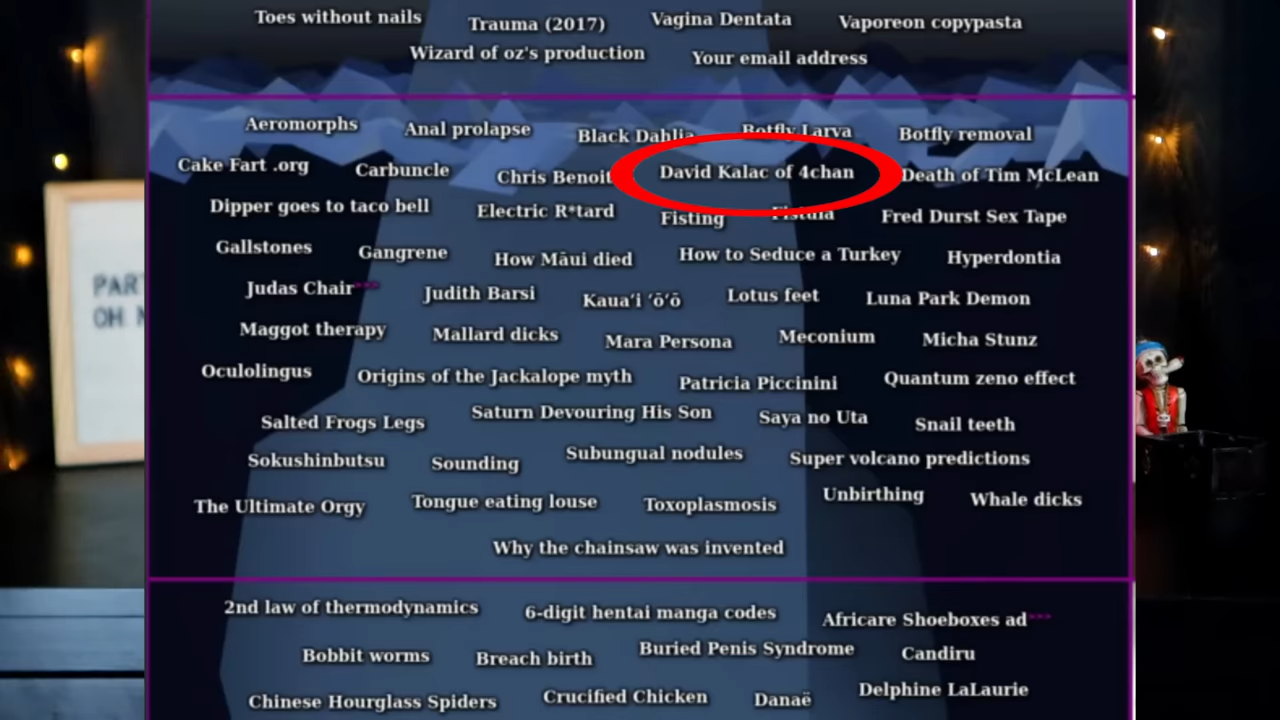 Toes without nails Trauma (2017) Vagina Dentata Vaporeon copypasta
Wizard of oz's production Your email address
Aeromorphs Anal prolapse Black Dahlia Botfly Larva Botfly removal
Cake Fart .org Carbuncle Chris Benoit David Kalac of 4chan Death of Tim McLean
Dipper goes to taco bell Electric R*tard Fisting Fistula Fred Durst Sex Tape
Gallstones Gangrene How Māui died How to Seduce a Turkey Hyperdontia
Judas Chair*** Judith Barsi Kauaʻi ʻōʻō Lotus feet Luna Park Demon
PAR
OH
Maggot therapy Mallard dicks Mara Persona Meconium Micha Stunz
Oculolingus Origins of the Jackalope myth Patricia Piccinini Quantum zeno effect
Salted Frogs Legs Saturn Devouring His Son Saya no Uta Snail teeth
Sokushinbutsu Sounding Subungual nodules Super volcano predictions
The Ultimate Orgy Tongue eating louse Toxoplasmosis Unbirthing Whale dicks
Why the chainsaw was invented
2nd law of thermodynamics 6-digit hentai manga codes Africare Shoeboxes ad***
Bobbit worms Breach birth Buried Penis Syndrome Candiru
Chinese Hourglass Spiders Crucified Chicken Danaë Delphine LaLaurie